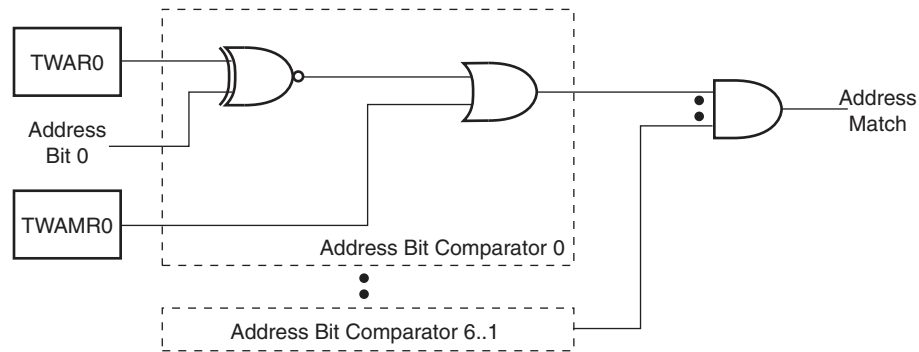 TWAR0
Address
Bit 0
TWAMR0
Address Bit Comparator 0
Address Bit Comparator 6..1
Address
Match